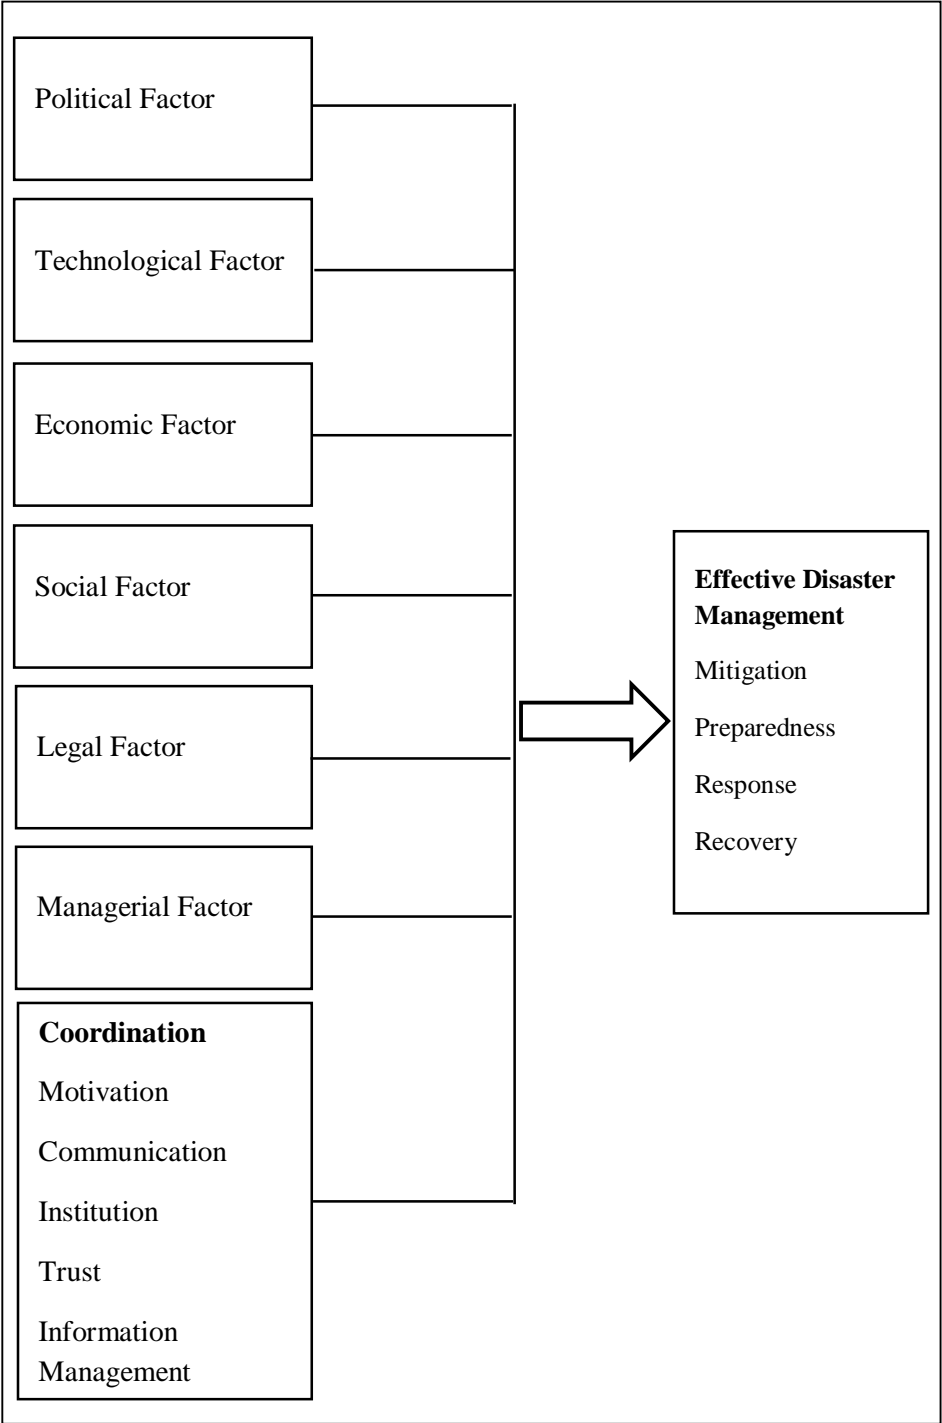 Political Factor
Technological Factor
Economic Factor
Social Factor
Legal Factor
Managerial Factor
Coordination
Motivation
Communication
Institution
Trust
Information
Management
Effective Disaster
Management
Mitigation
Preparedness
Response
Recovery